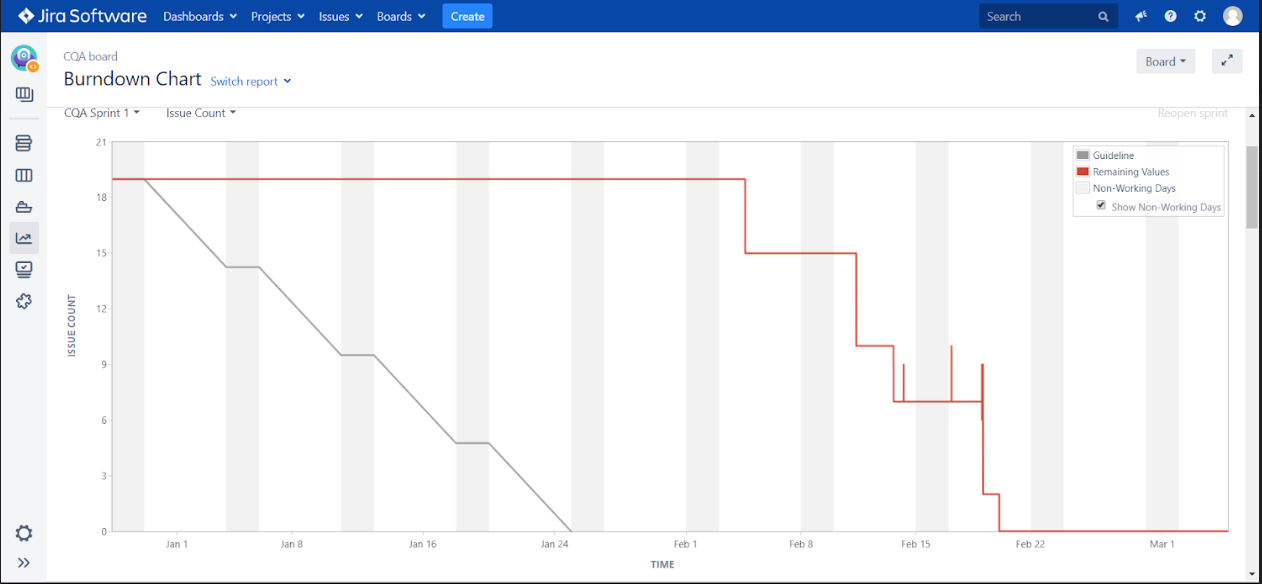 Jira Software Dashboards Projects Issues Boards Create Search
CQA board
Burndown Chart Switch report Board
CQA Sprint 1 Issue Count Reopen sprint
21
18
15
12
9
6
3
0
ISSUE COUNT
Guideline
Remaining Values
Non-Working Days
Show Non-Working Days
Jan 1 Jan 8 Jan 16 Jan 24 Feb 1 Feb 8 Feb 15 Feb 22 Mar 1
TIME